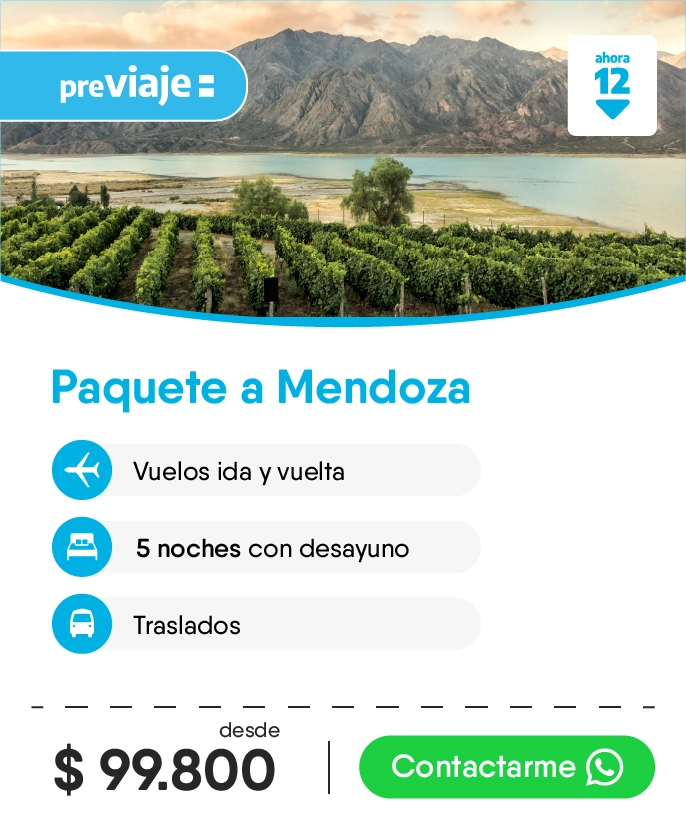 previaje
ahora
12
Paquete a Mendoza
Vuelos ida y vuelta
5 noches con desayuno
Traslados
desde
$ 99.800
Contactarme